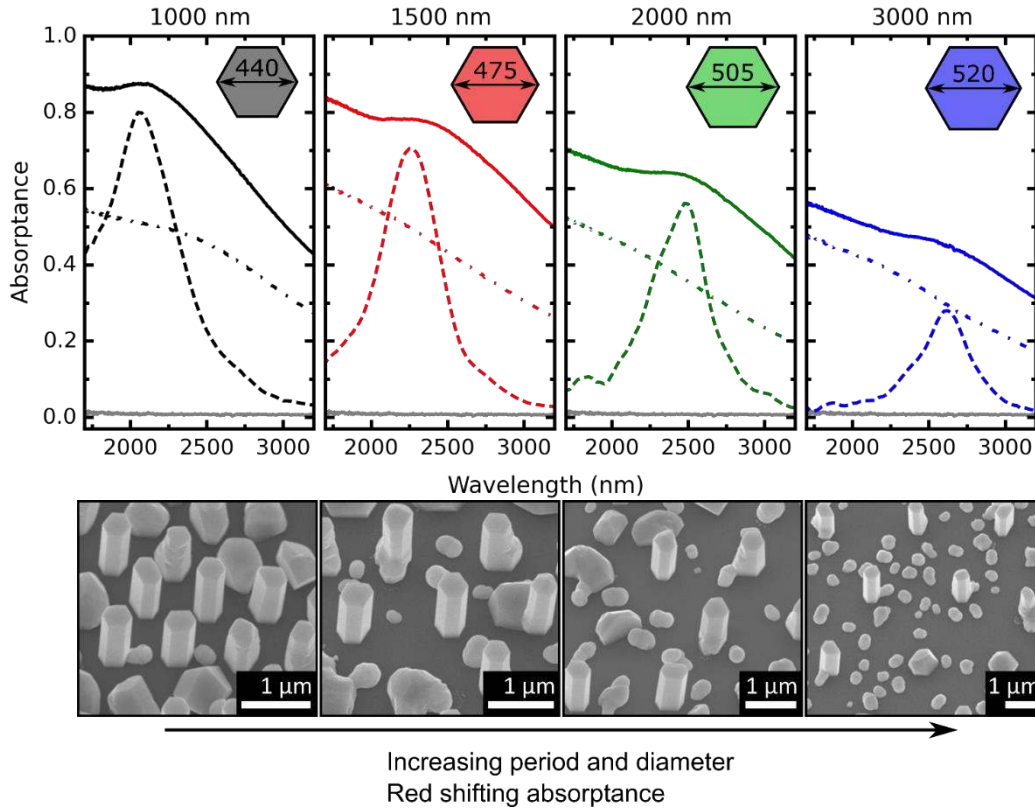 1000 nm 1500 nm 2000 nm 3000 nm
440 475 505 520
Absorptance
1.0
0.8
0.6
0.4
0.2
0.0
2000 2500 3000 2000 2500 3000 2000 2500 3000 2000 2500 3000
Wavelength (nm)
1 µm 1 µm 1 µm 1 µm
Increasing period and diameter
Red shifting absorptance